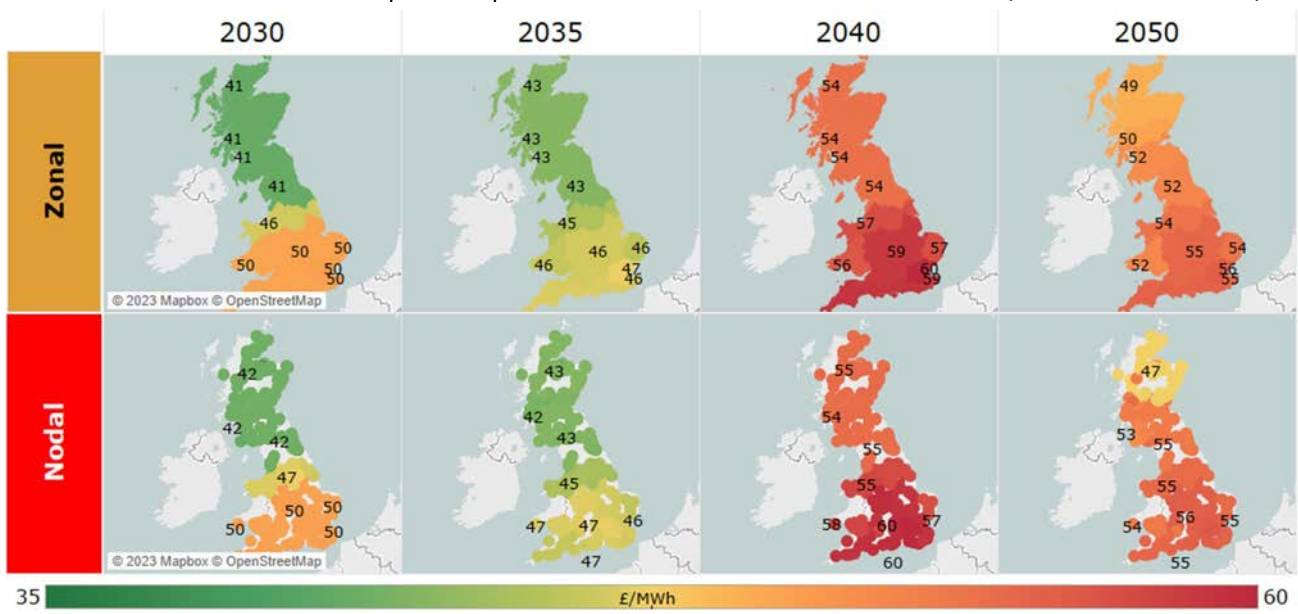 2030 2035 2040 2050
Zonal
41 43 54 49
41 43 54 50
41 43 54 52
41 43 54 52
46 45 57 54
50 50 50 46 46 46 59 57 56 55 54 52
50 47 60 56
50 46 59 55
© 2023 Mapbox © OpenStreetMap
Nodal
42 43 55 47
42 42 54 53
42 43 55 55
47 45 55 55
50 50 50 47 47 46 58 60 57 54 56 55
50 47 60 55
© 2023 Mapbox © OpenStreetMap
35 £/MWh 60